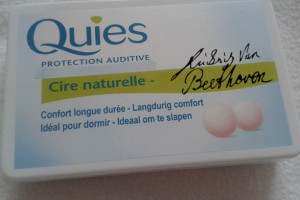 Quies
PROTECTION AUDITIVE
Cire naturelle -
Ludwig Van
Beethoven
Confort longue durée - Langdurig comfort
Idéal pour dormir - Ideaal om te slapen